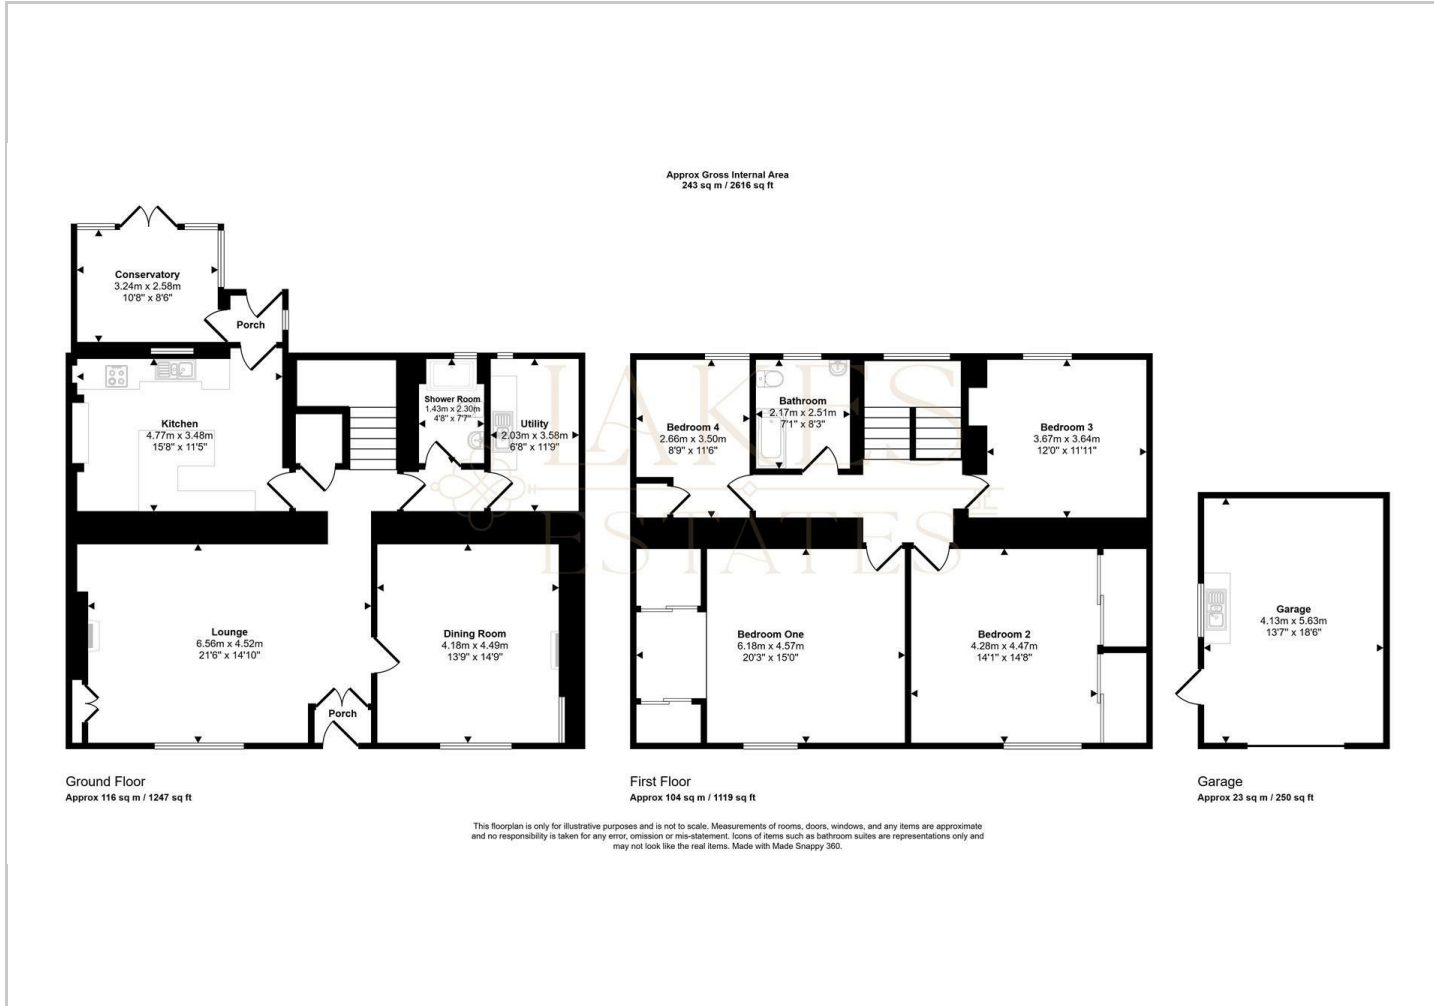 Approx Gross Internal Area
243 sq m / 2616 sq ft
Conservatory
3.24m x 2.58m
10'8" x 8'6"
Porch
Kitchen
4.77m x 3.48m
15'8" x 11'5"
Shower Room
1.43m x 2.30m
4'8" x 7'7"
Utility
2.03m x 3.58m
6'8" x 11'9"
Lounge
6.56m x 4.52m
21'6" x 14'10"
Dining Room
4.18m x 4.49m
13'9" x 14'9"
Porch
Ground Floor
Approx 116 sq m / 1247 sq ft
Bedroom 4
2.66m x 3.50m
8'9" x 11'6"
Bathroom
2.17m x 2.51m
7'1" x 8'3"
Bedroom 3
3.67m x 3.64m
12'0" x 11'11"
Bedroom One
6.18m x 4.57m
20'3" x 15'0"
Bedroom 2
4.28m x 4.47m
14'1" x 14'8"
First Floor
Approx 104 sq m / 1119 sq ft
Garage
4.13m x 5.63m
13'7" x 18'6"
Garage
Approx 23 sq m / 250 sq ft
LAKES
ESTATES
This floorplan is only for illustrative purposes and is not to scale. Measurements of rooms, doors, windows, and any items are approximate
and no responsibility is taken for any error, omission or mis-statement. Icons of items such as bathroom suites are representations only and
may not look like the real items. Made with Made Snappy 360.